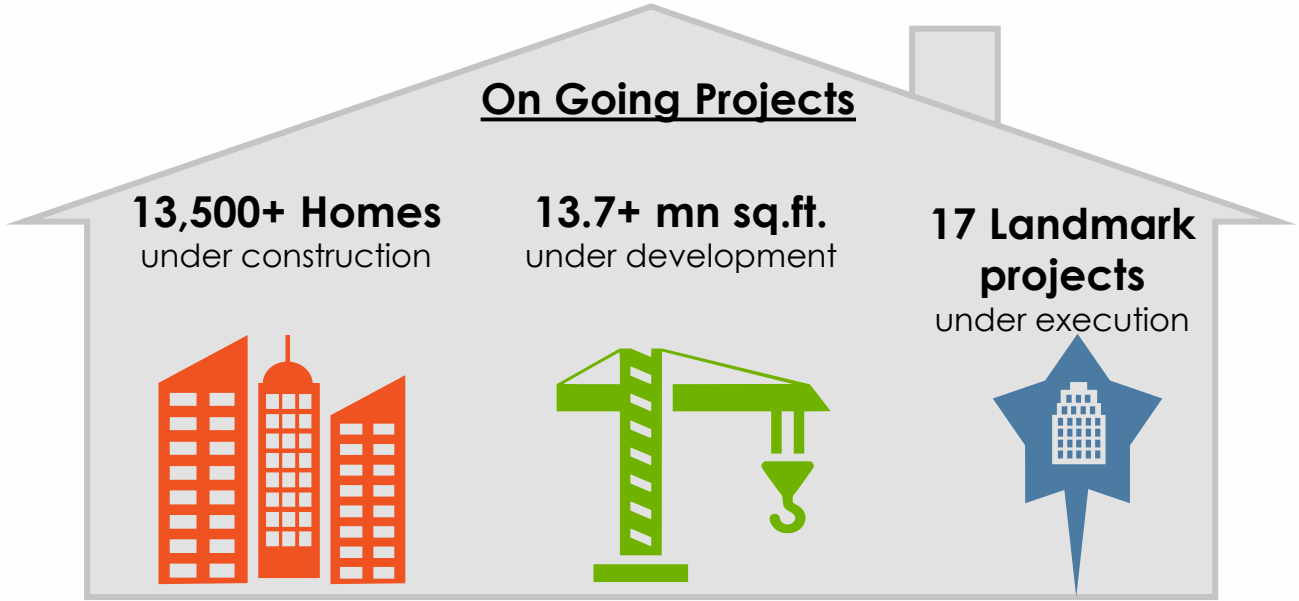 On Going Projects
13,500+ Homes
under construction
13.7+ mn sq.ft.
under development
17 Landmark
projects
under execution